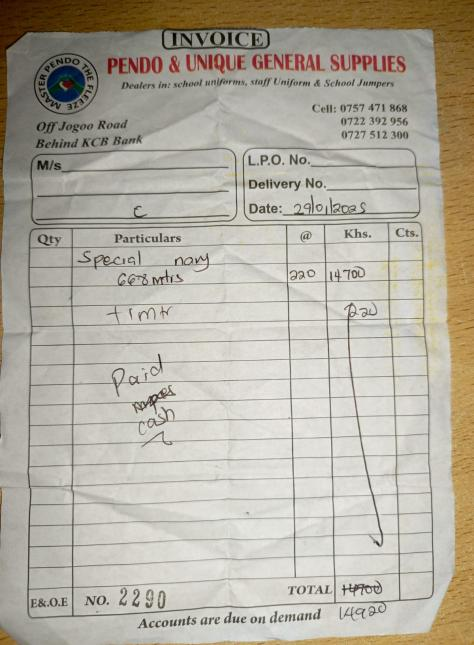 INVOICE
PENDO & UNIQUE GENERAL SUPPLIES
Dealers in: school uniforms, staff Uniform & School Jumpers
MASTER PENDO THE FLEEZE
Cell: 0757 471 868
0722 392 956
0727 512 300
Off Jogoo Road
Behind KCB Bank
M/s
C
L.P.O. No.
Delivery No.
Date: 29/01/2025
Qty Particulars @ Khs. Cts.
Special navy
66.8 mtrs 220 14700
+1mtr 220
Paid
cash
E&.O.E NO. 2290 TOTAL 14700
Accounts are due on demand 14920